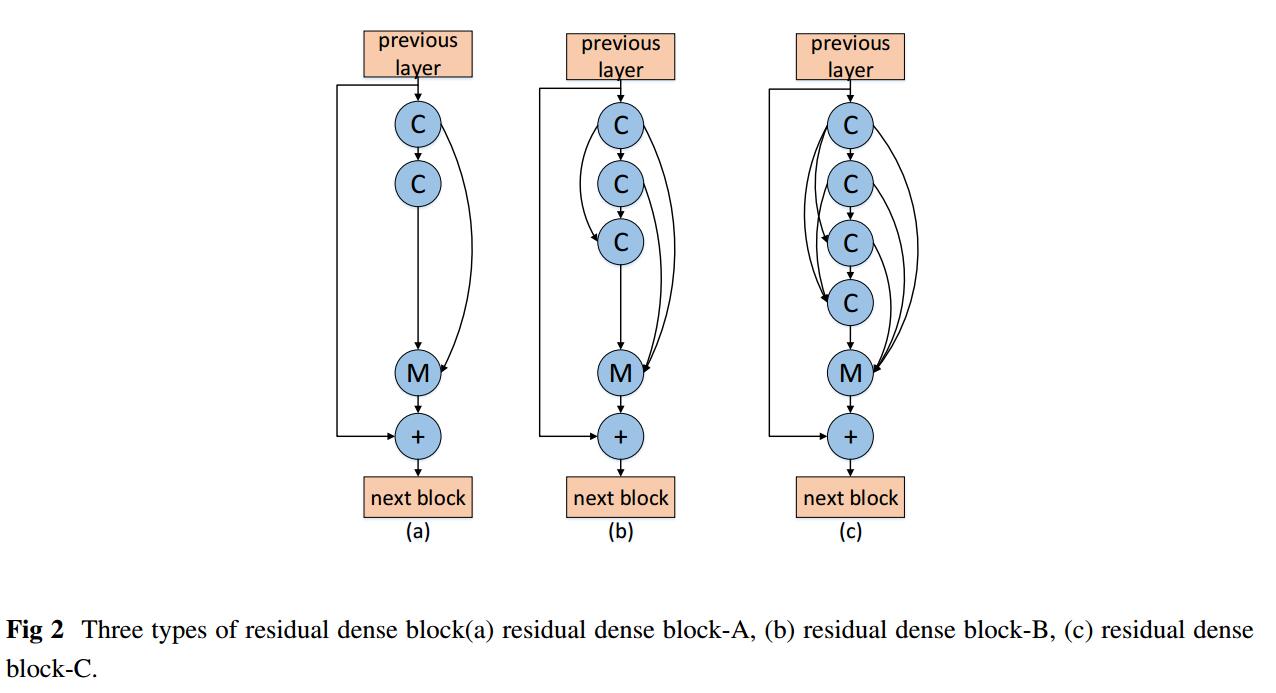 previous
layer
C
C
M
+
next block
(a)
previous
layer
C
C
C
M
+
next block
(b)
previous
layer
C
C
C
C
M
+
next block
(c)
Fig 2 Three types of residual dense block(a) residual dense block-A, (b) residual dense block-B, (c) residual dense
block-C.